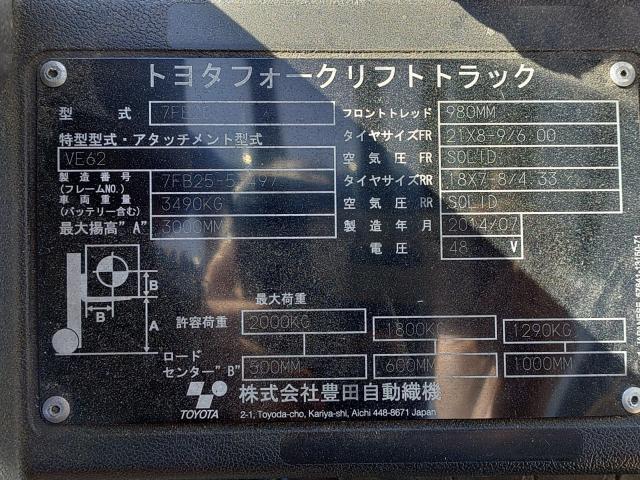 トヨタフォークリフトトラック
型 式 フロントトレッド 980MM
特型型式・アタッチメント型式 タイヤサイズFR 21X8-9/6.00
VE62 空気圧FR SOLID
製造番号 (フレームNO.) タイヤサイズRR 18X7-8/4.33
車両重量 (バッテリー含む) 3490KG 空気圧RR SOLID
最大揚高"A" 3000MM 製造年月 2014/07
電圧 48 V
B
B
A
最大荷重
許容荷重 2000KG 1800KG 1290KG
ロード
センター"B" 500MM 600MM 1000MM
TOYOTA 株式会社豊田自動織機
2-1, Toyoda-cho, Kariya-shi, Aichi 448-8671 Japan